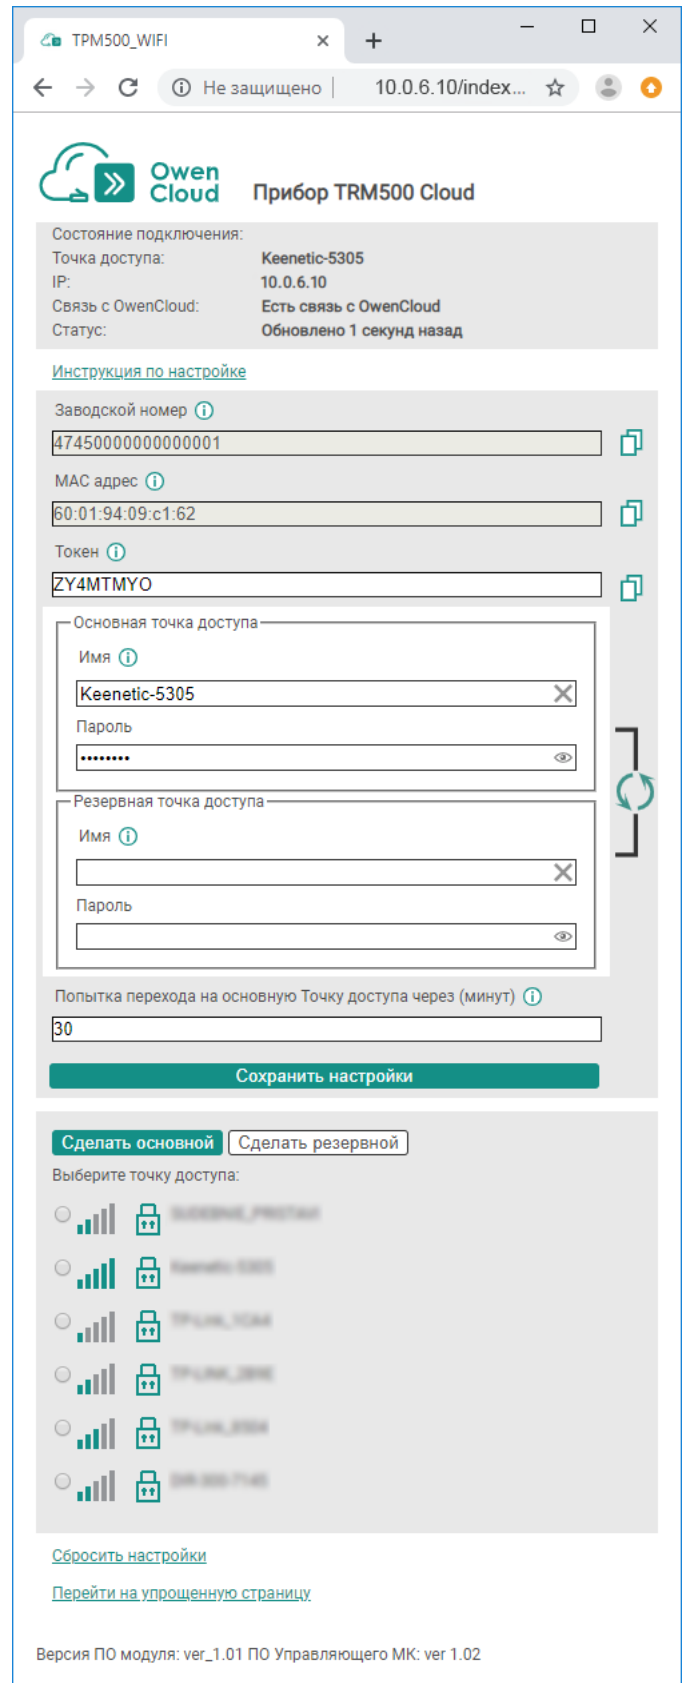 TPM500_WIFI
Не защищено
10.0.6.10/index...
Owen
Cloud
Прибор TRM500 Cloud
Состояние подключения:
Точка доступа: Keenetic-5305
IP: 10.0.6.10
Связь с OwenCloud: Есть связь с OwenCloud
Статус: Обновлено 1 секунд назад
Инструкция по настройке
Заводской номер
47450000000000001
MAC адрес
60:01:94:09:c1:62
Токен
ZY4MTMYO
Основная точка доступа
Имя
Keenetic-5305
Пароль
••••••••
Резервная точка доступа
Имя
Пароль
Попытка перехода на основную Точку доступа через (минут)
30
Сохранить настройки
Сделать основной Сделать резервной
Выберите точку доступа:
Сбросить настройки
Перейти на упрощенную страницу
Версия ПО модуля: ver_1.01 ПО Управляющего МК: ver 1.02